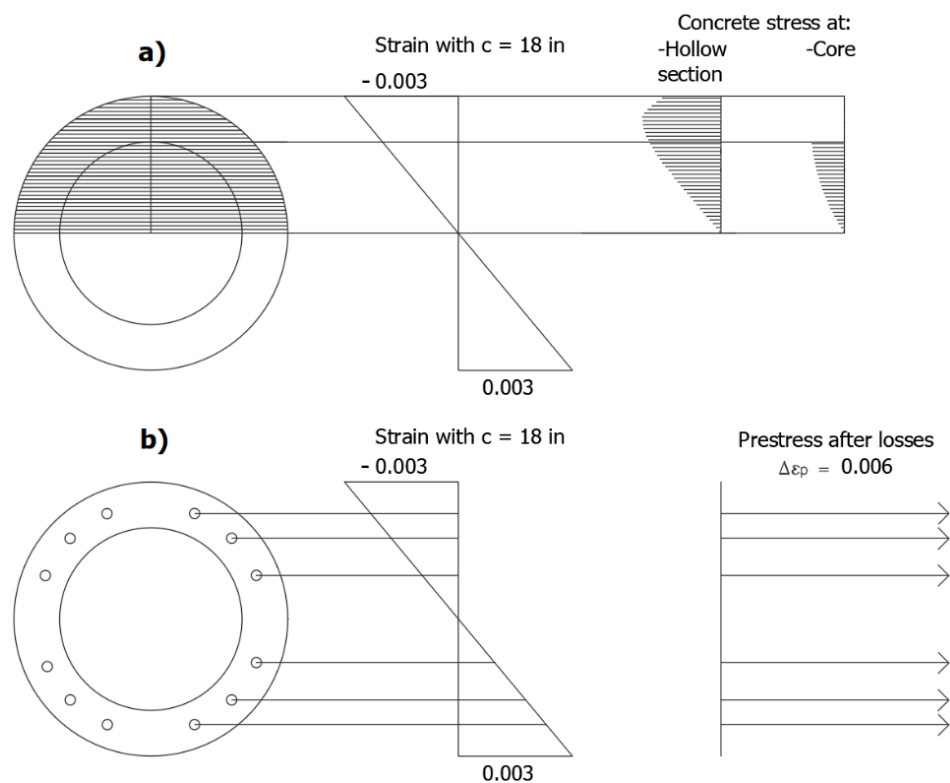 a)
Strain with c = 18 in
- 0.003
Concrete stress at:
-Hollow
section
-Core
0.003
b)
Strain with c = 18 in
- 0.003
Prestress after losses
Δεp = 0.006
0.003